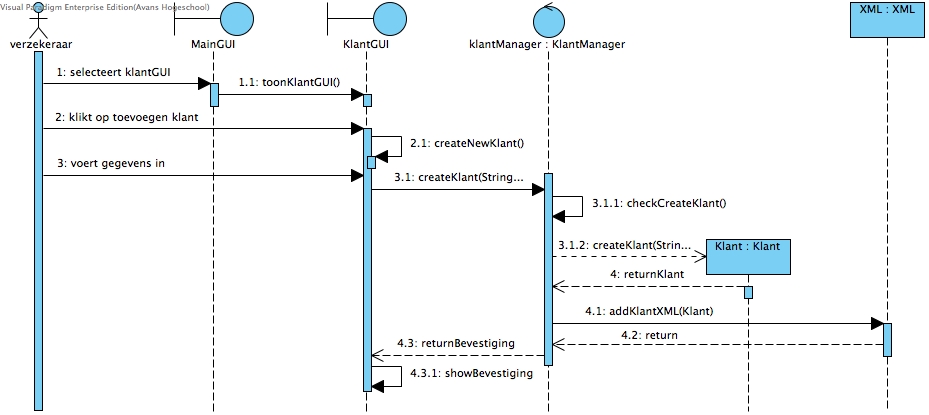 Visual Paradigm Enterprise Edition(Avans Hogeschool)
verzekeraar
MainGUI
KlantGUI
klantManager : KlantManager
XML : XML
1: selecteert klantGUI
1.1: toonKlantGUI()
2: klikt op toevoegen klant
2.1: createNewKlant()
3: voert gegevens in
3.1: createKlant(String...
3.1.1: checkCreateKlant()
3.1.2: createKlant(Strin...
Klant : Klant
4: returnKlant
4.1: addKlantXML(Klant)
4.2: return
4.3: returnBevestiging
4.3.1: showBevestiging